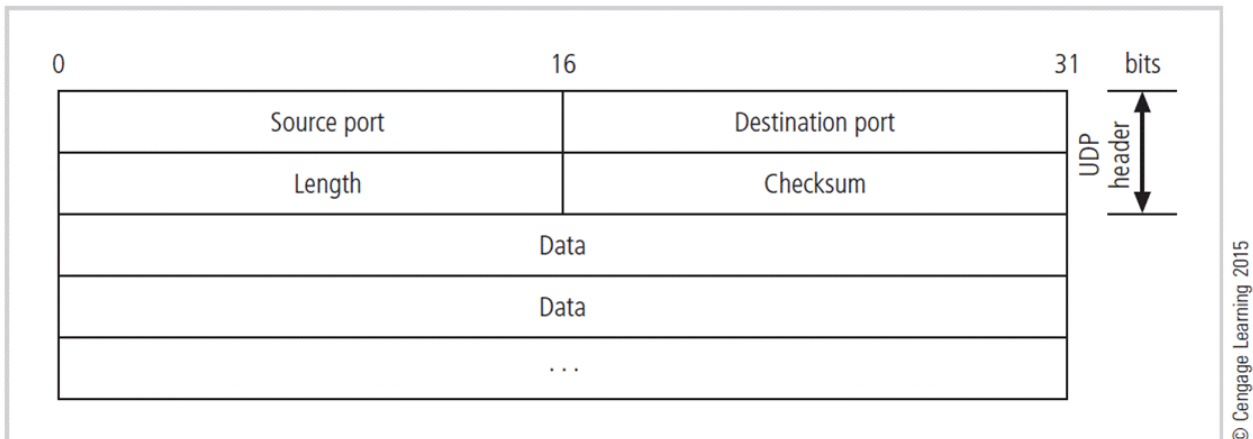 0 16 31 bits
Source port Destination port
Length Checksum
UDP
header
Data
Data
. . .
© Cengage Learning 2015